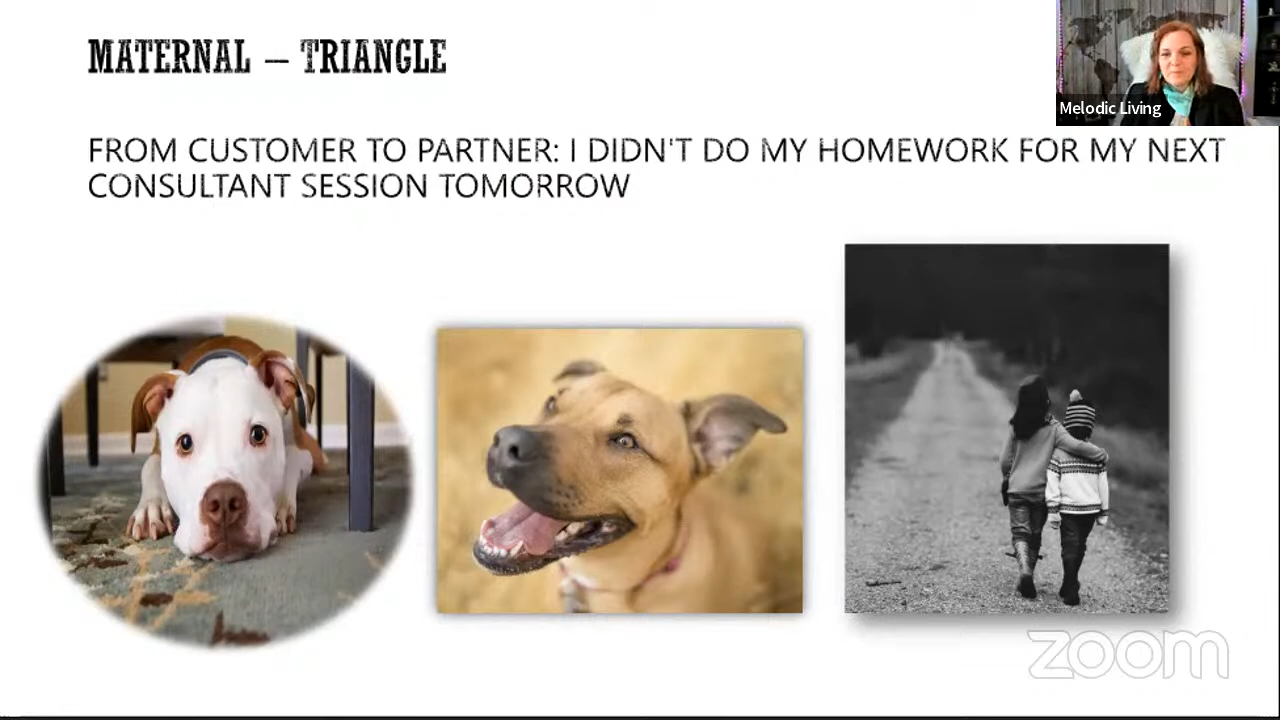 MATERNAL – TRIANGLE
Melodic Living
FROM CUSTOMER TO PARTNER: I DIDN'T DO MY HOMEWORK FOR MY NEXT
CONSULTANT SESSION TOMORROW
zoom